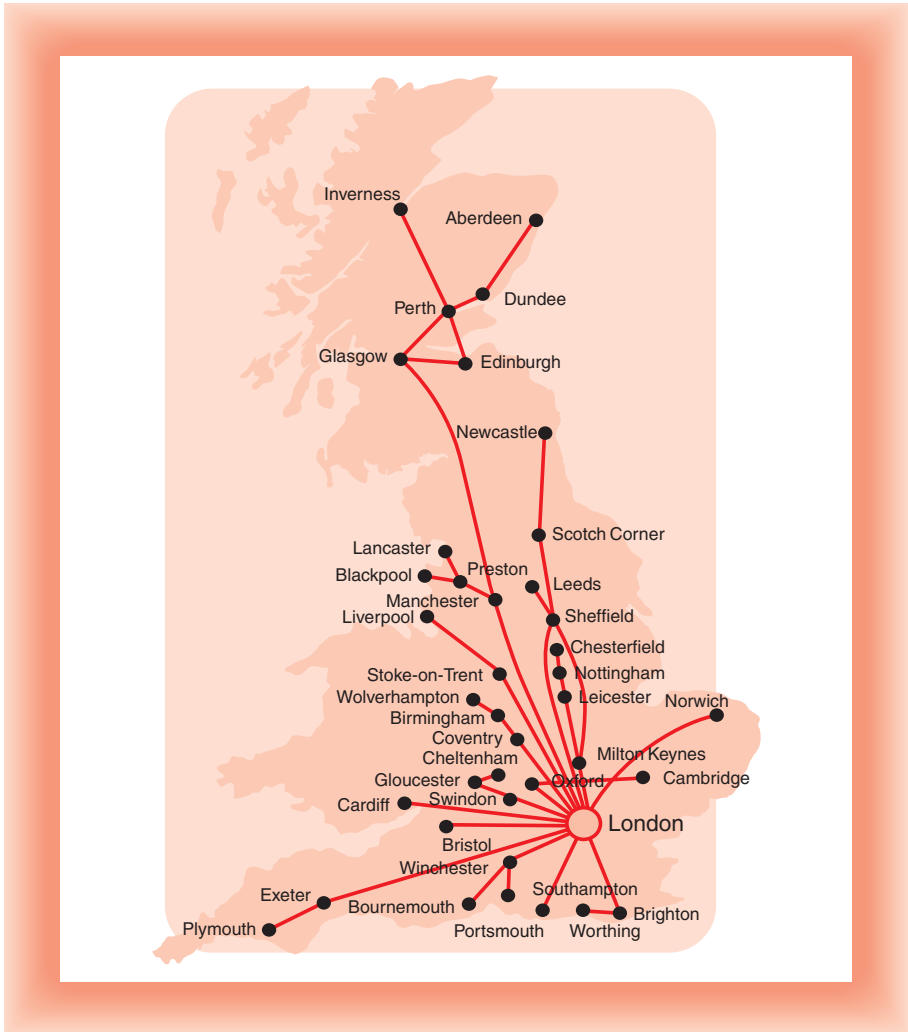 Inverness
Aberdeen
Dundee
Perth
Glasgow
Edinburgh
Newcastle
Scotch Corner
Lancaster
Preston
Blackpool
Leeds
Manchester
Liverpool
Sheffield
Chesterfield
Stoke-on-Trent
Nottingham
Wolverhampton
Leicester
Norwich
Birmingham
Coventry
Milton Keynes
Cheltenham
Gloucester
Oxford
Cambridge
Swindon
Cardiff
London
Bristol
Winchester
Southampton
Exeter
Bournemouth
Brighton
Plymouth
Portsmouth
Worthing